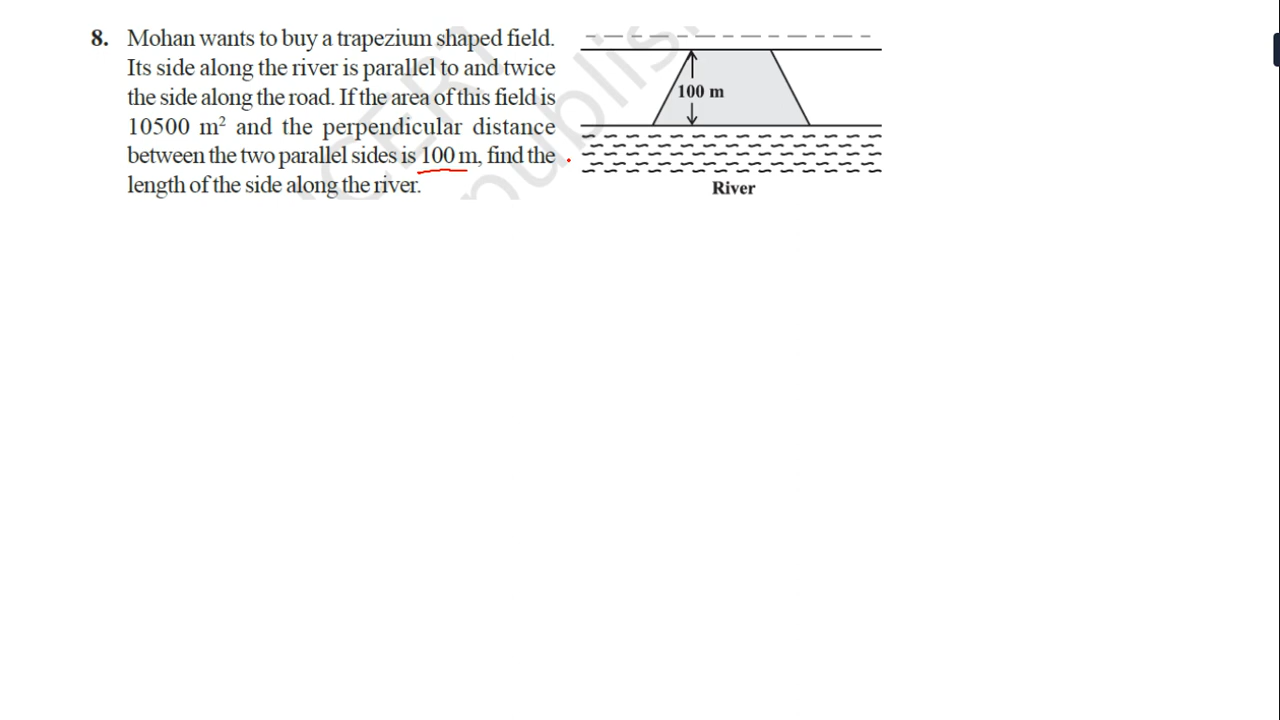 8. Mohan wants to buy a trapezium shaped field.
Its side along the river is parallel to and twice
the side along the road. If the area of this field is
10500 m² and the perpendicular distance
between the two parallel sides is 100 m, find the
length of the side along the river.
100 m
River